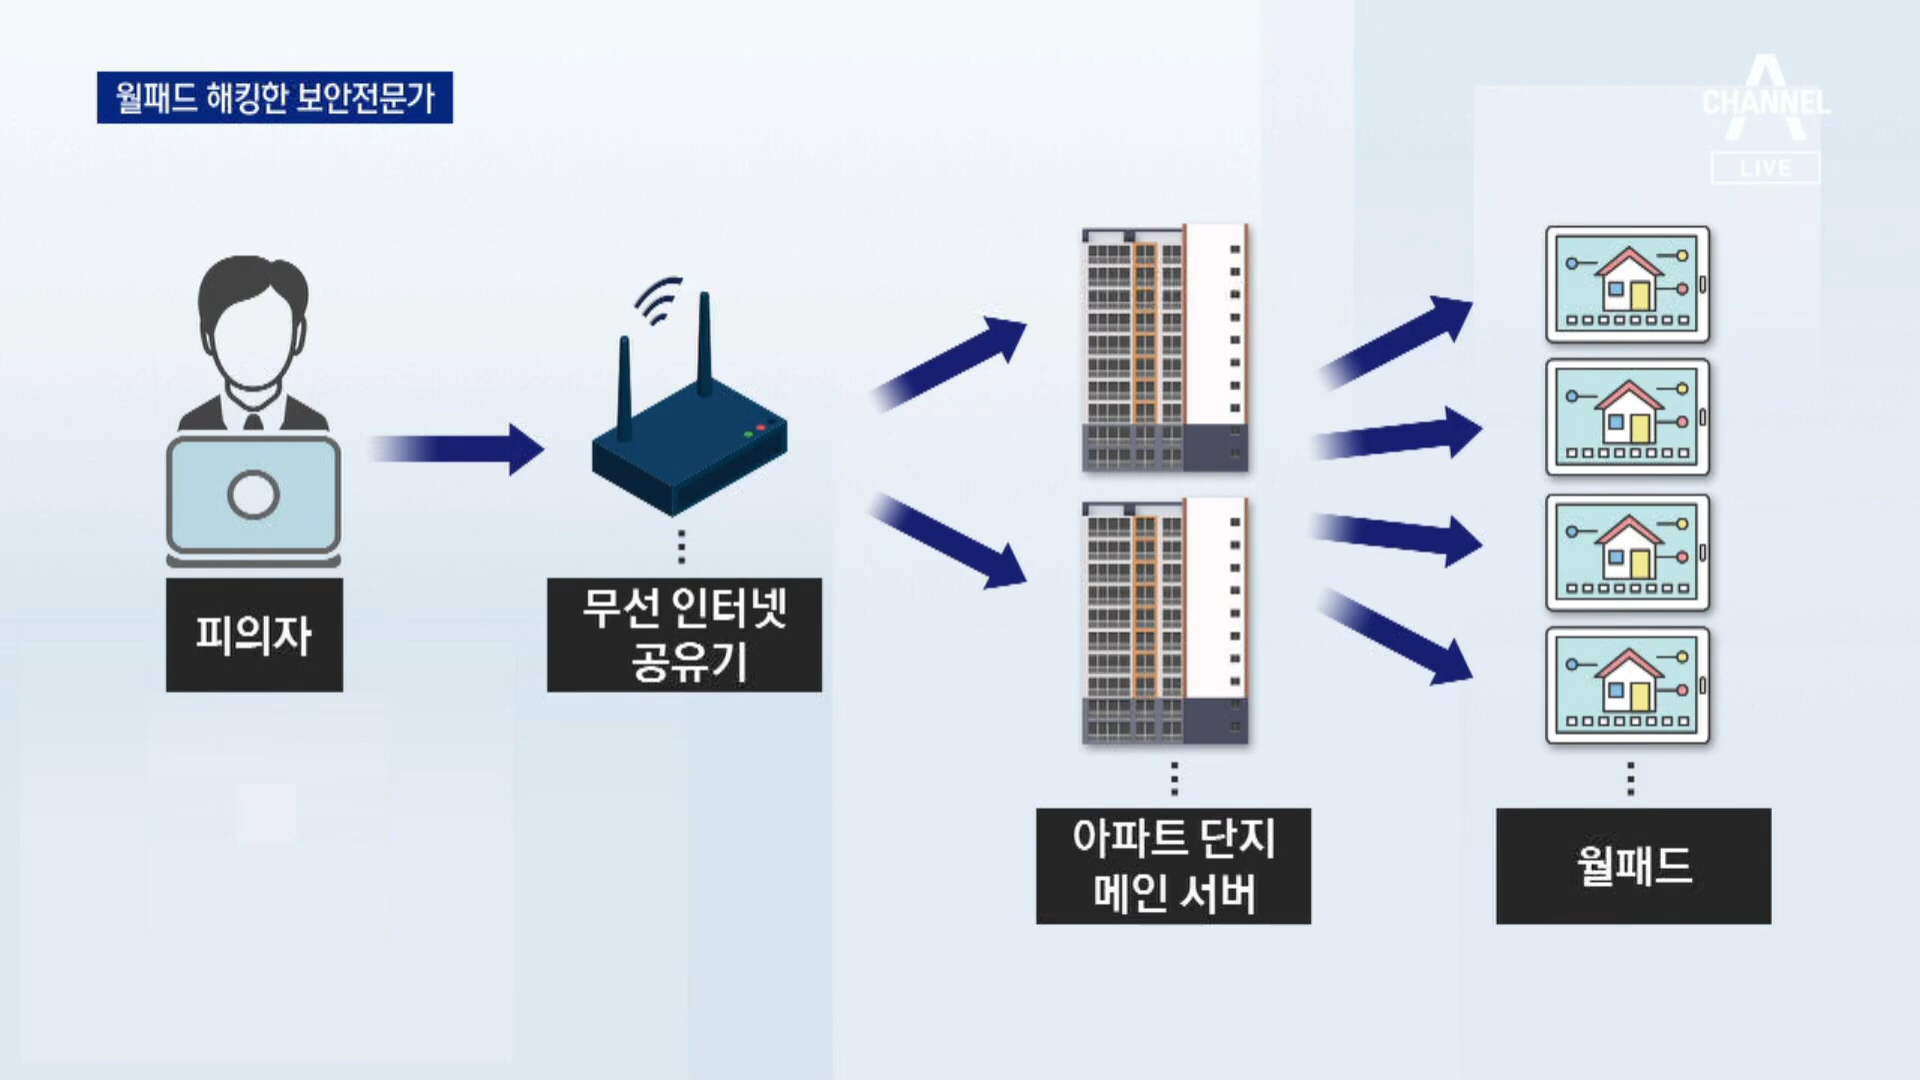 월패드 해킹한 보안전문가
CHANNEL A
LIVE
피의자
무선 인터넷
공유기
아파트 단지
메인 서버
월패드